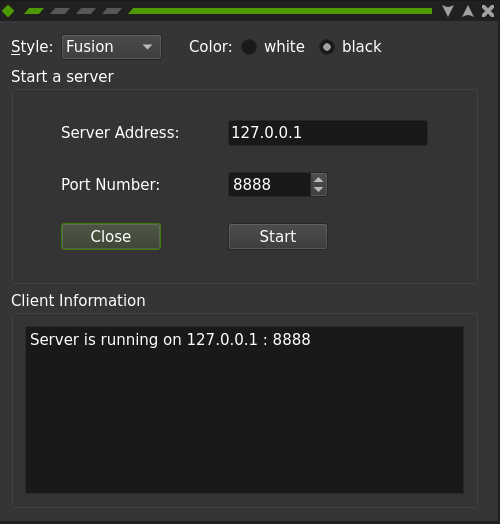 Style: Fusion Color: white black
Start a server
Server Address: 127.0.0.1
Port Number: 8888
Close Start
Client Information
Server is running on 127.0.0.1 : 8888